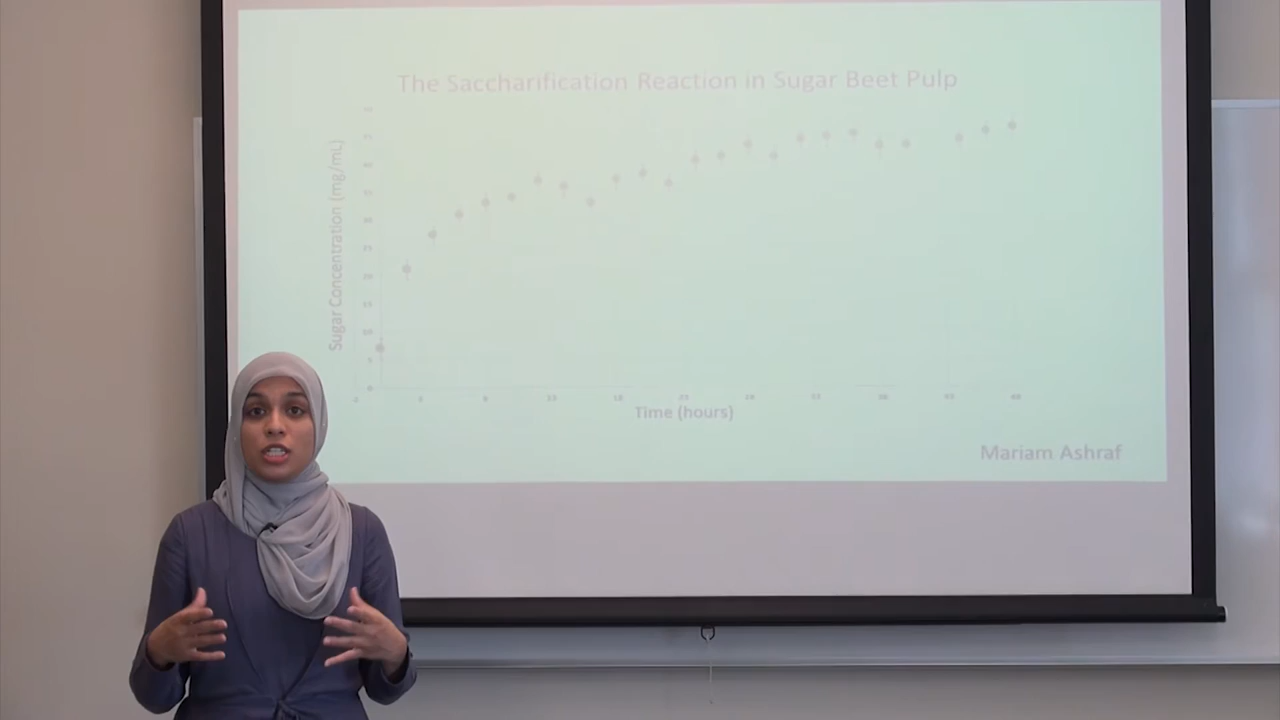 The Saccharification Reaction in Sugar Beet Pulp
Sugar Concentration (mg/mL)
Time (hours)
Mariam Ashraf